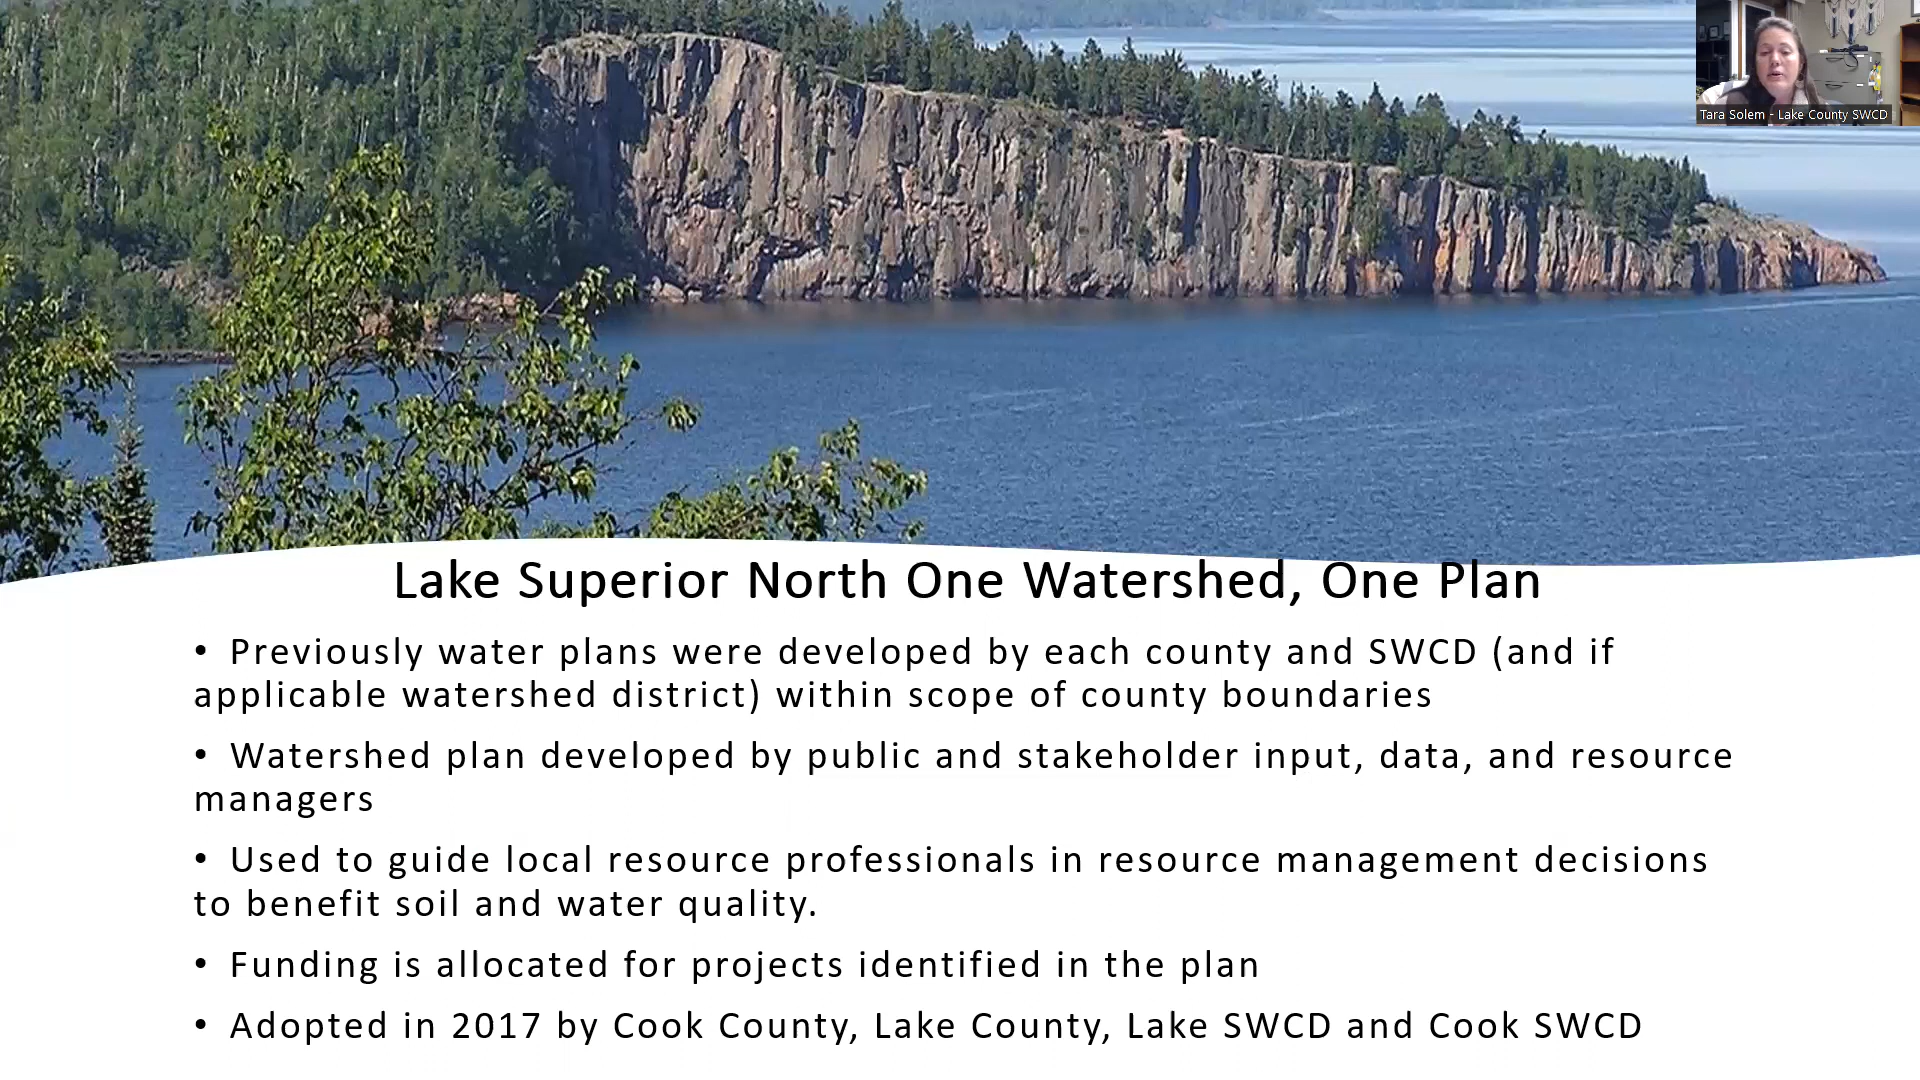 Tara Solem - Lake County SWCD
Lake Superior North One Watershed, One Plan
• Previously water plans were developed by each county and SWCD (and if
applicable watershed district) within scope of county boundaries
• Watershed plan developed by public and stakeholder input, data, and resource
managers
• Used to guide local resource professionals in resource management decisions
to benefit soil and water quality.
• Funding is allocated for projects identified in the plan
• Adopted in 2017 by Cook County, Lake County, Lake SWCD and Cook SWCD